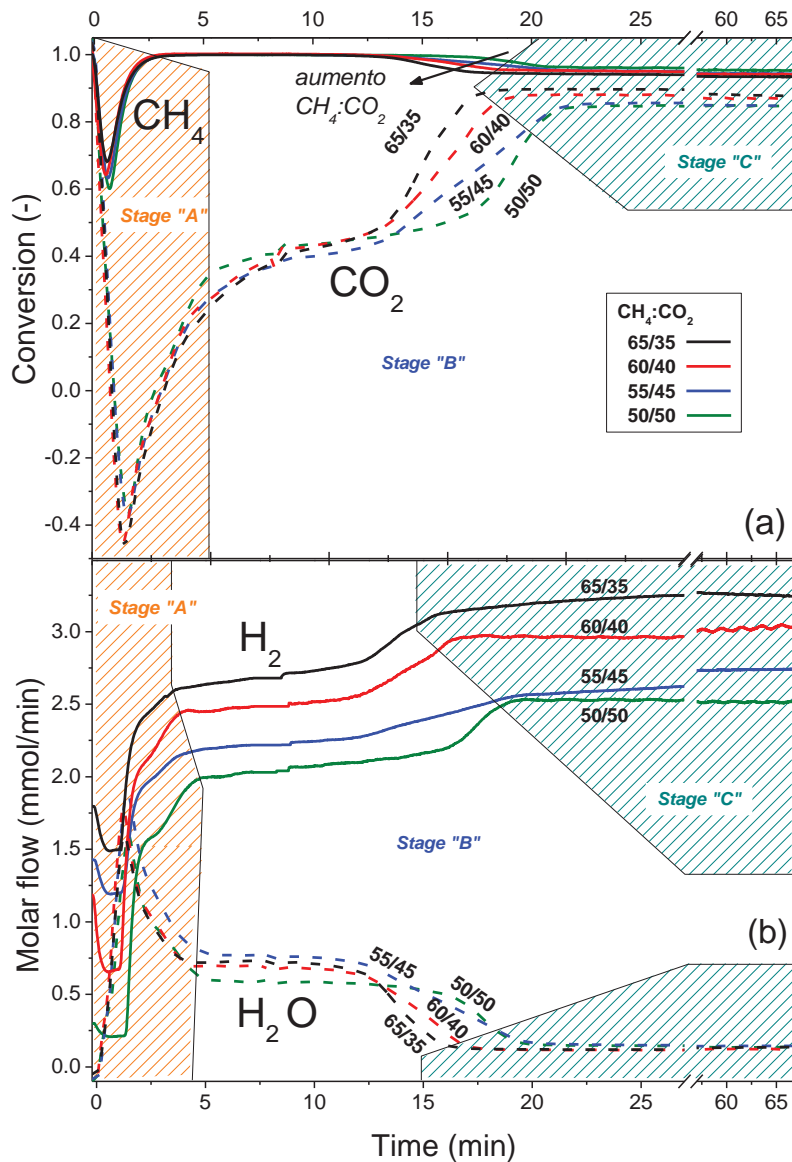 0 5 10 15 20 25 60 65
1.0
0.8
0.6
0.4
0.2
0.0
-0.2
-0.4
Conversion (-)
CH4
aumento
CH4:CO2
65/35
60/40
55/45
50/50
Stage "A"
Stage "C"
CO2
Stage "B"
CH4:CO2
65/35
60/40
55/45
50/50
(a)
3.0
2.5
2.0
1.5
1.0
0.5
0.0
Molar flow (mmol/min)
Stage "A"
H2
65/35
60/40
55/45
50/50
Stage "C"
Stage "B"
(b)
55/45
50/50
60/40
65/35
H2O
0 5 10 15 20 25 60 65
Time (min)